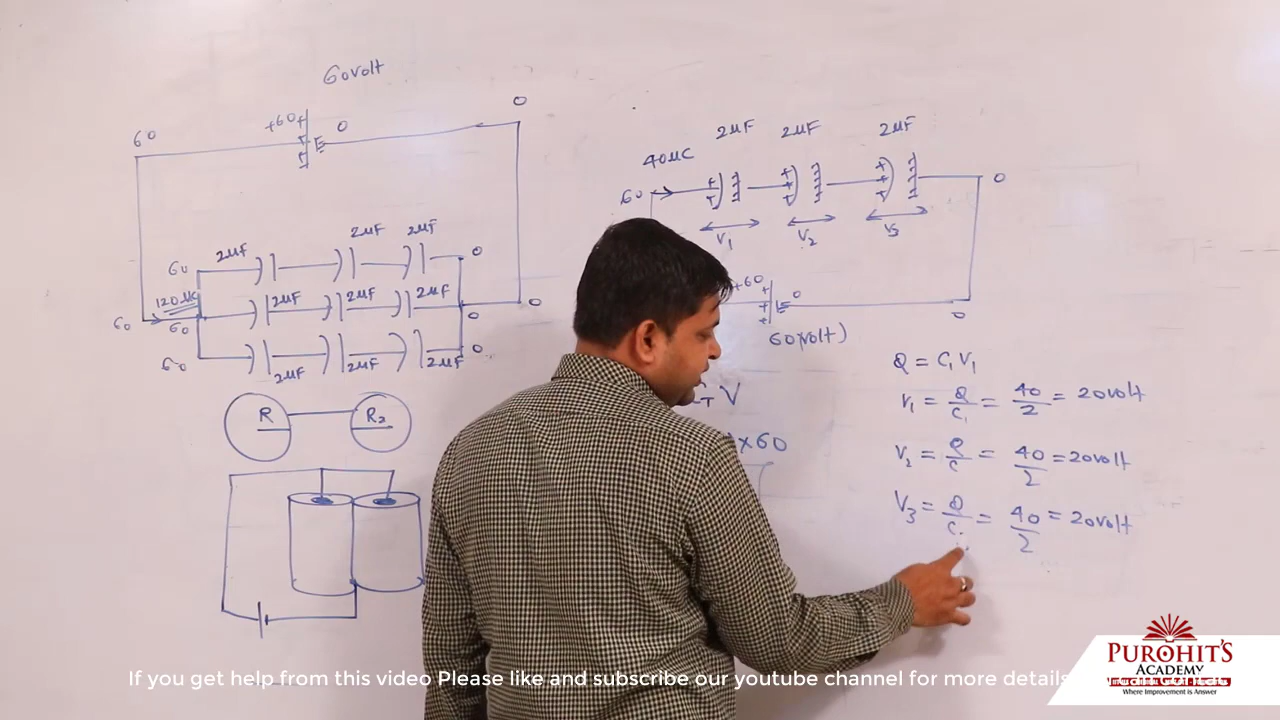 60volt
60
+60
0
0
2µF
2µF
2µF
60
0
120µC
2µF
2µF
2µF
60
60
0
0
60
0
2µF
2µF
2µF
R
R2
2µF
2µF
2µF
40µC
60
0
V1
V2
V3
+60
0
0
60volt
Q = C1V1
V1 = Q/C1 = 40/2 = 20volt
T V
×60
V2 = Q/C = 40/2 = 20volt
V3 = Q/C = 40/2 = 20volt
If you get help from this video Please like and subscribe our youtube channel for more details
PUROHIT'S
ACADEMY
Where Improvement is Answer